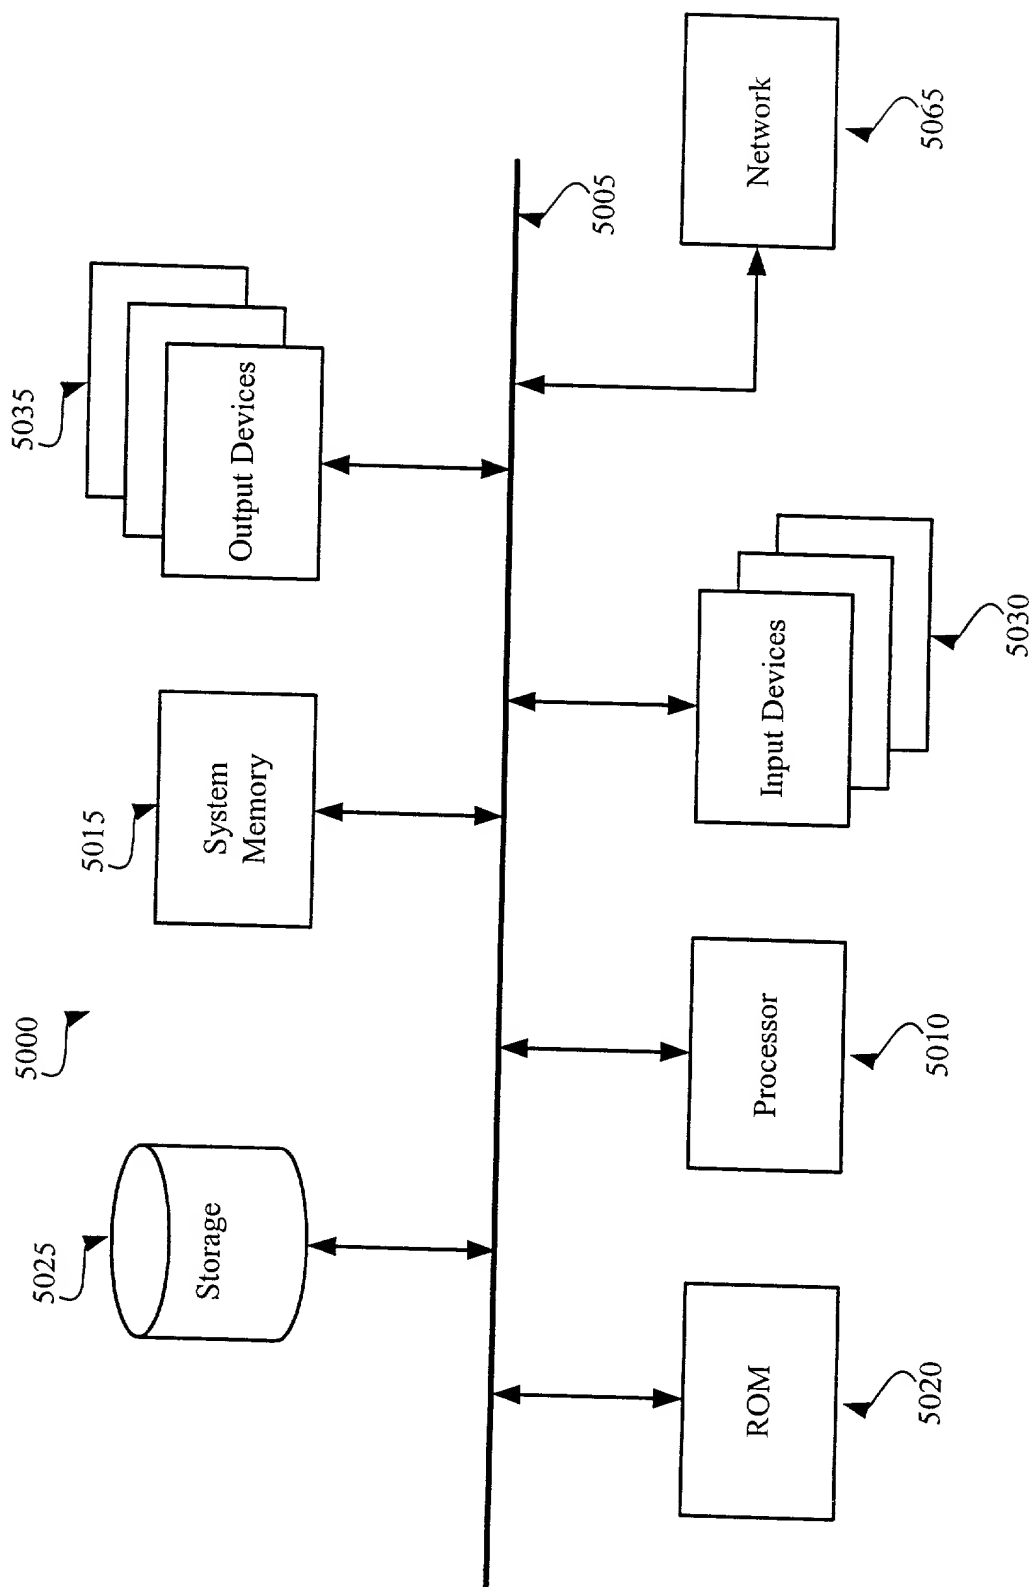 5025
Storage
5000
5015
System
Memory
5035
Output Devices
5005
ROM
5020
Processor
5010
Input Devices
5030
Network
5065